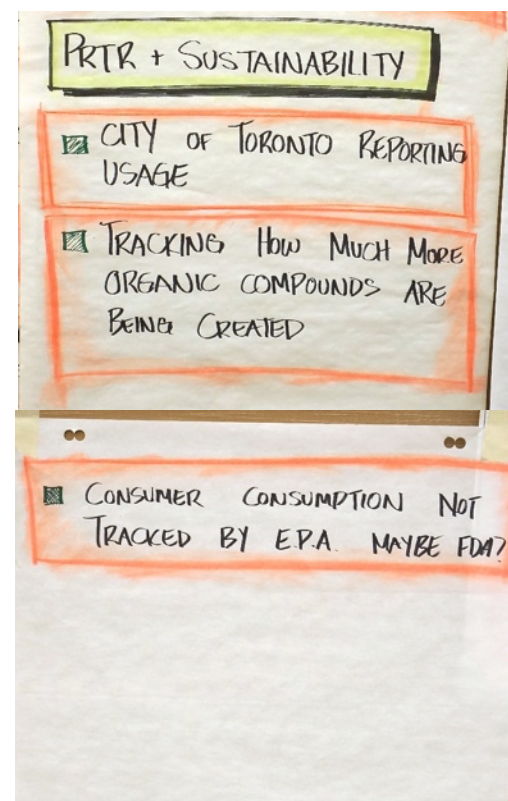 PRTR + SUSTAINABILITY
CITY OF TORONTO REPORTING
USAGE
TRACKING HOW MUCH MORE
ORGANIC COMPOUNDS ARE
BEING CREATED
CONSUMER CONSUMPTION NOT
TRACKED BY E.P.A. MAYBE FDA?